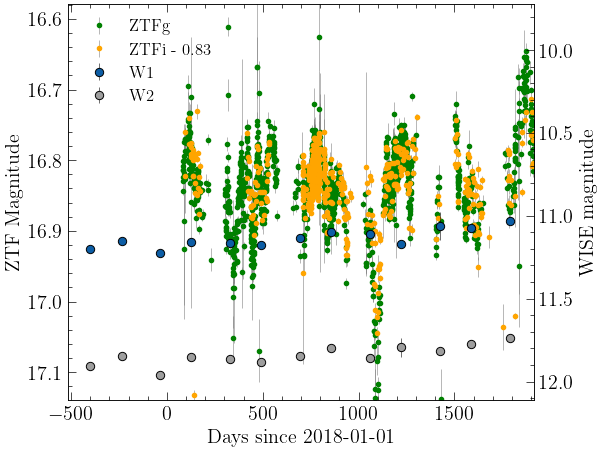 16.6
16.7
16.8
16.9
17.0
17.1
ZTF Magnitude
ZTFg
ZTFi - 0.83
W1
W2
10.0
10.5
11.0
11.5
12.0
WISE magnitude
−500 0 500 1000 1500
Days since 2018-01-01